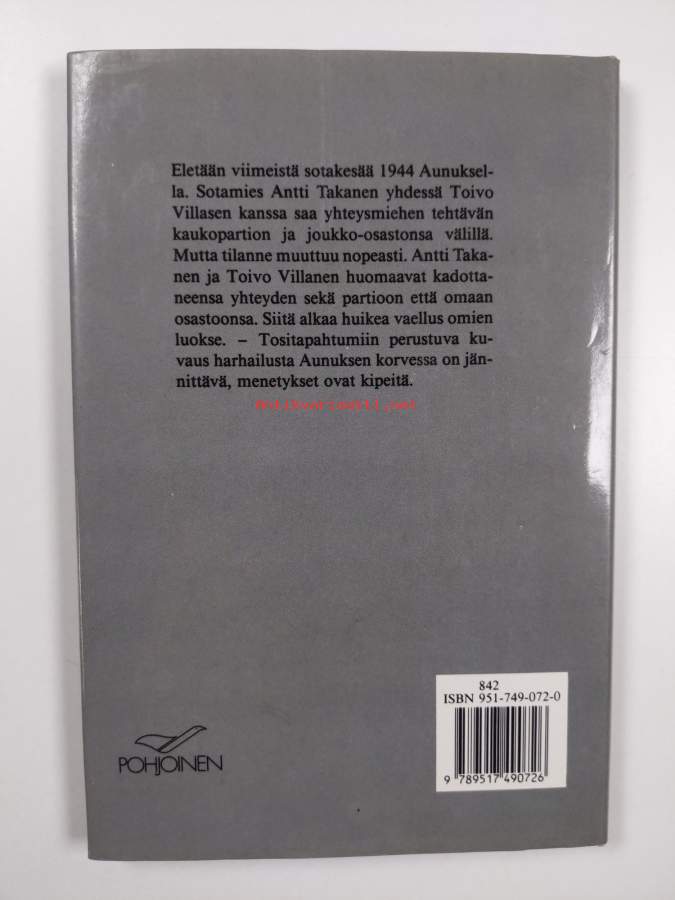 Eletään viimeistä sotakesää 1944 Aunuksel-
la. Sotamies Antti Takanen yhdessä Toivo
Villasen kanssa saa yhteysmiehen tehtävän
kaukopartion ja joukko-osastonsa välillä.
Mutta tilanne muuttuu nopeasti. Antti Taka-
nen ja Toivo Villanen huomaavat kadotta-
neensa yhteyden sekä partioon että omaan
osastoonsa. Siitä alkaa huikea vaellus omien
luokse. – Tositapahtumiin perustuva ku-
vaus harhailusta Aunuksen korvessa on jän-
nittävä, menetykset ovat kipeitä.
Antikvariaatti.net
842
ISBN 951-749-072-0
9 789517 490726
POHJOINEN